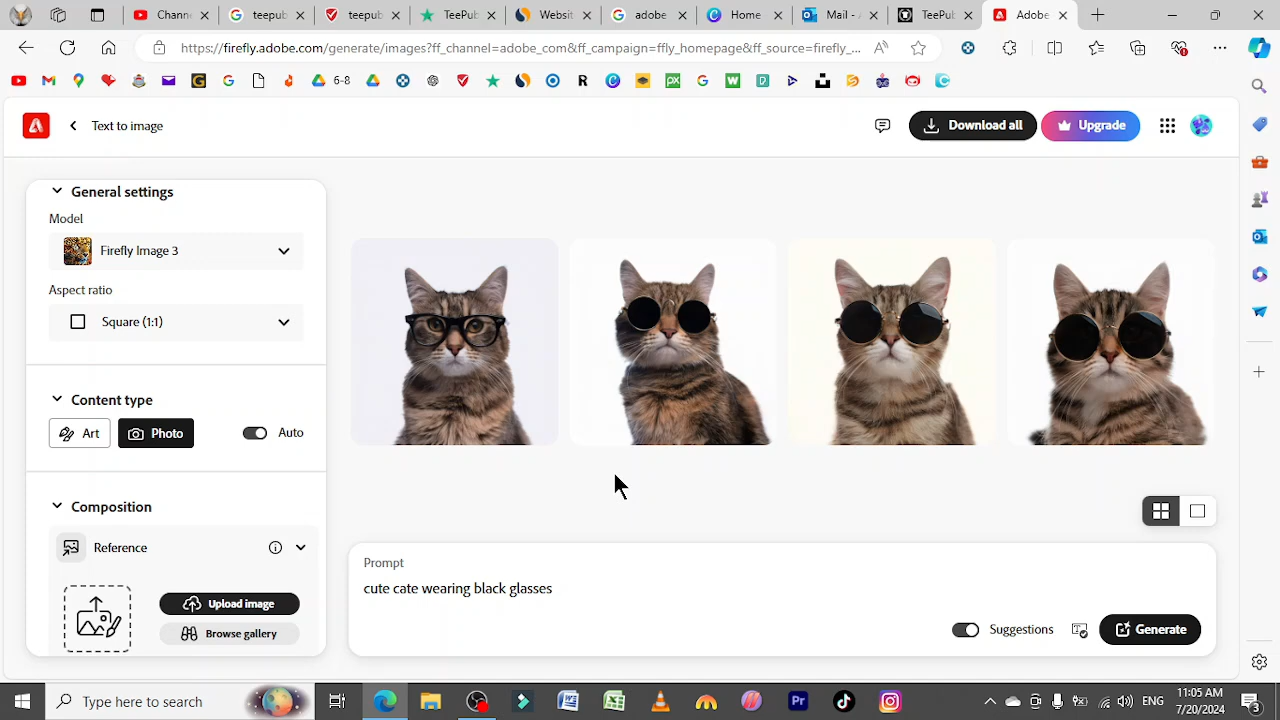 Chann
teepub
teepub
TeePub
Websit
adobe
Home
Mail - A
TeePub
Adobe
https://firefly.adobe.com/generate/images?ff_channel=adobe_com&ff_campaign=ffly_homepage&ff_source=firefly_...
6-8
Text to image
Download all
Upgrade
General settings
Model
Firefly Image 3
Aspect ratio
Square (1:1)
Content type
Art
Photo
Auto
Composition
Reference
Upload image
Browse gallery
Prompt
cute cate wearing black glasses
Suggestions
Generate
Type here to search
ENG
11:05 AM
7/20/2024
3